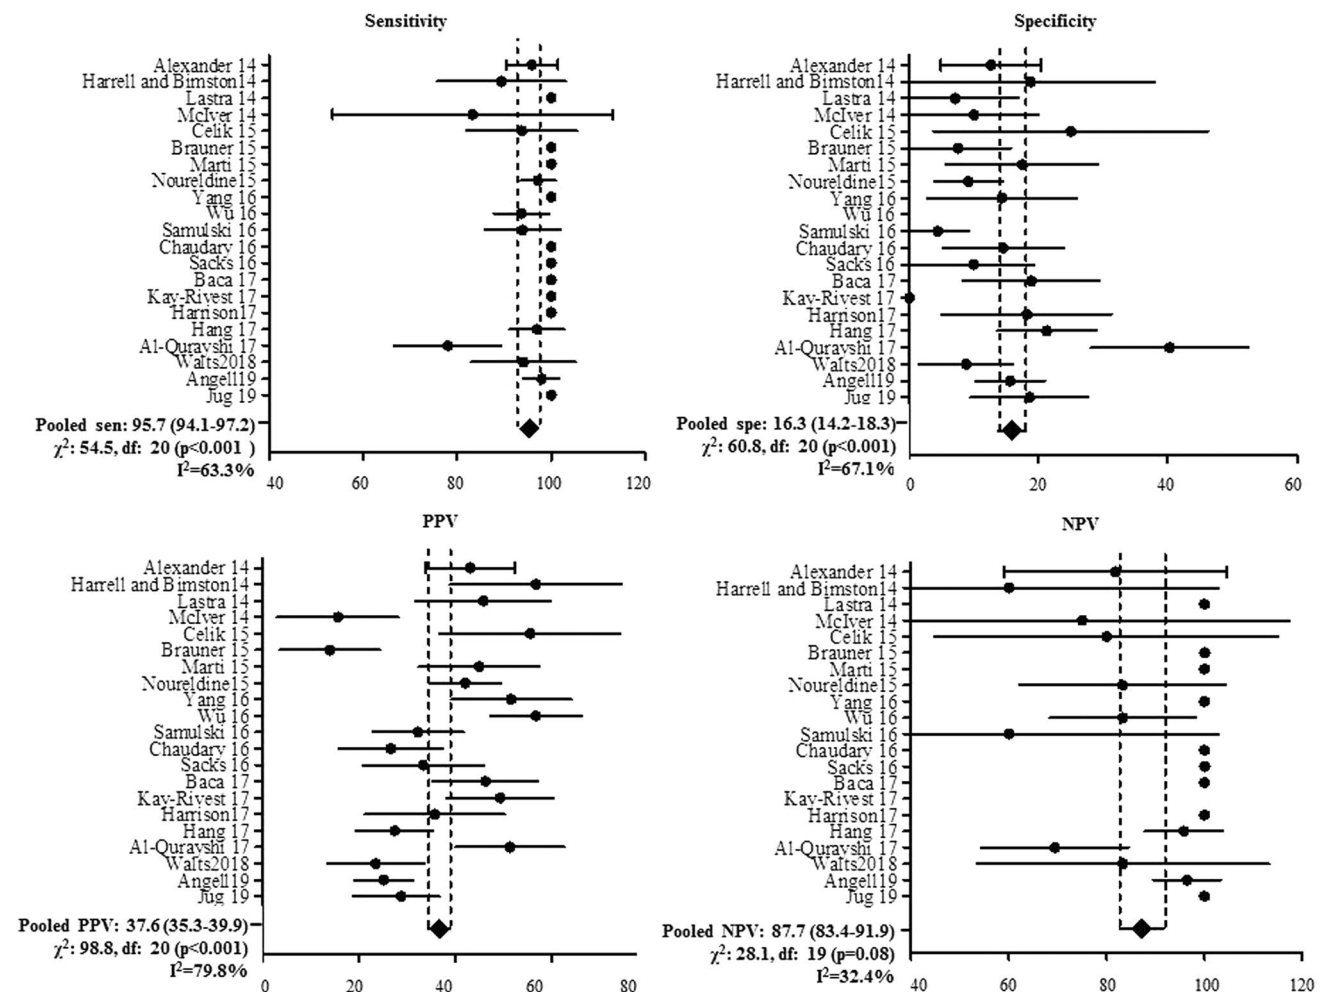 Sensitivity
Alexander 14
Harrell and Bimston14
Lastra 14
McIver 14
Celik 15
Brauner 15
Marti 15
Noureldine15
Yang 16
Wu 16
Samulski 16
Chaudary 16
Sacks 16
Baca 17
Kay-Rivest 17
Harrison17
Hang 17
Al-Qurayshi 17
Walts2018
Angell19
Jug 19
Pooled sen: 95.7 (94.1-97.2)
χ²: 54.5, df: 20 (p<0.001 )
I²=63.3%
40 60 80 100 120
Specificity
Alexander 14
Harrell and Bimston14
Lastra 14
McIver 14
Celik 15
Brauner 15
Marti 15
Noureldine15
Yang 16
Wu 16
Samulski 16
Chaudary 16
Sacks 16
Baca 17
Kay-Rivest 17
Harrison17
Hang 17
Al-Qurayshi 17
Walts2018
Angell19
Jug 19
Pooled spe: 16.3 (14.2-18.3)
χ²: 60.8, df: 20 (p<0.001)
I²=67.1%
0 20 40 60
PPV
Alexander 14
Harrell and Bimston14
Lastra 14
McIver 14
Celik 15
Brauner 15
Marti 15
Noureldine15
Yang 16
Wu 16
Samulski 16
Chaudary 16
Sacks 16
Baca 17
Kay-Rivest 17
Harrison17
Hang 17
Al-Qurayshi 17
Walts2018
Angell19
Jug 19
Pooled PPV: 37.6 (35.3-39.9)
χ²: 98.8, df: 20 (p<0.001)
I²=79.8%
0 20 40 60 80
NPV
Alexander 14
Harrell and Bimston14
Lastra 14
McIver 14
Celik 15
Brauner 15
Marti 15
Noureldine15
Yang 16
Wu 16
Samulski 16
Chaudary 16
Sacks 16
Baca 17
Kay-Rivest 17
Harrison17
Hang 17
Al-Qurayshi 17
Walts2018
Angell19
Jug 19
Pooled NPV: 87.7 (83.4-91.9)
χ²: 28.1, df: 19 (p=0.08)
I²=32.4%
40 60 80 100 120